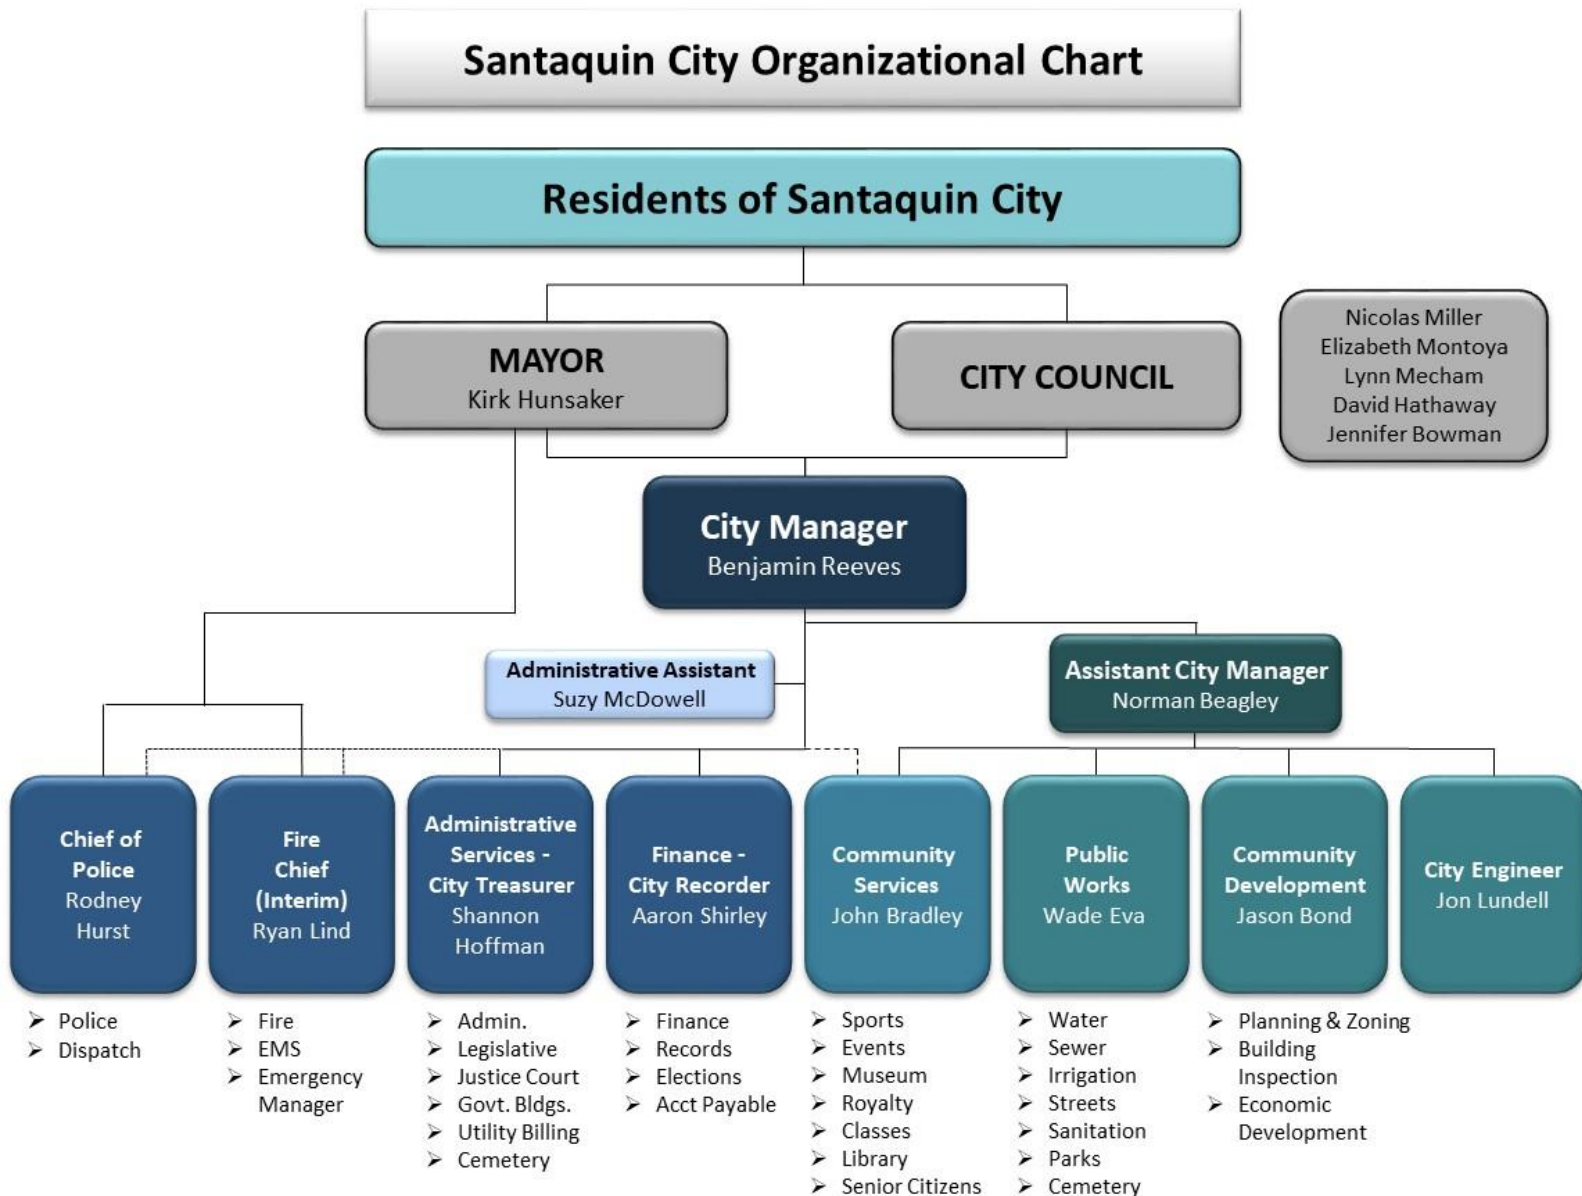 Santaquin City Organizational Chart
Residents of Santaquin City
MAYOR
Kirk Hunsaker
CITY COUNCIL
Nicolas Miller
Elizabeth Montoya
Lynn Mecham
David Hathaway
Jennifer Bowman
City Manager
Benjamin Reeves
Administrative Assistant
Suzy McDowell
Assistant City Manager
Norman Beagley
Chief of
Police
Rodney
Hurst
Fire
Chief
(Interim)
Ryan Lind
Administrative
Services -
City Treasurer
Shannon
Hoffman
Finance -
City Recorder
Aaron Shirley
Community
Services
John Bradley
Public
Works
Wade Eva
Community
Development
Jason Bond
City Engineer
Jon Lundell
➢ Police
➢ Dispatch
➢ Fire
➢ EMS
➢ Emergency
Manager
➢ Admin.
➢ Legislative
➢ Justice Court
➢ Govt. Bldgs.
➢ Utility Billing
➢ Cemetery
➢ Finance
➢ Records
➢ Elections
➢ Acct Payable
➢ Sports
➢ Events
➢ Museum
➢ Royalty
➢ Classes
➢ Library
➢ Senior Citizens
➢ Water
➢ Sewer
➢ Irrigation
➢ Streets
➢ Sanitation
➢ Parks
➢ Cemetery
➢ Planning & Zoning
➢ Building
Inspection
➢ Economic
Development